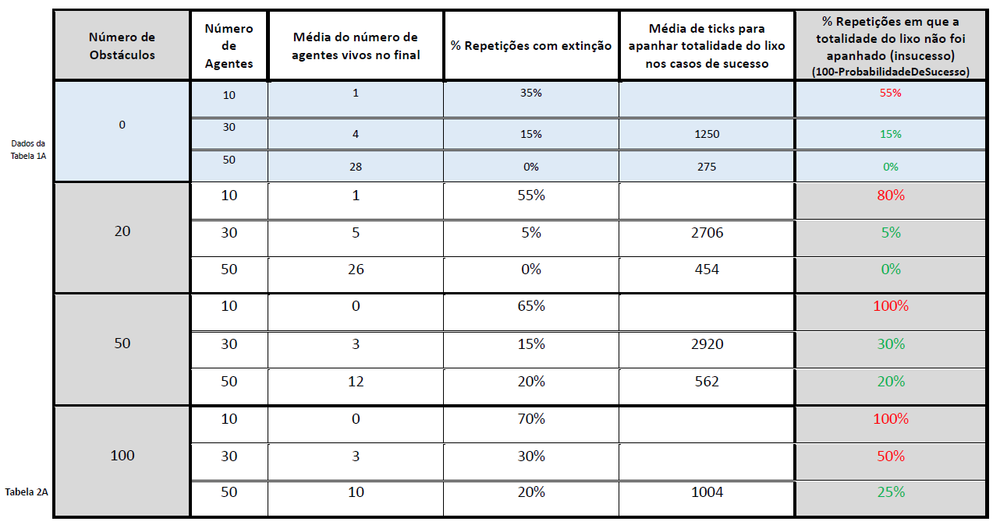 Número de Obstáculos
Número de Agentes
Média do número de agentes vivos no final
% Repetições com extinção
Média de ticks para apanhar totalidade do lixo nos casos de sucesso
% Repetições em que a totalidade do lixo não foi apanhado (insucesso) (100-ProbabilidadeDeSucesso)
Dados da Tabela 1A
0
10 1 35% 55%
30 4 15% 1250 15%
50 28 0% 275 0%
20
10 1 55% 80%
30 5 5% 2706 5%
50 26 0% 454 0%
50
10 0 65% 100%
30 3 15% 2920 30%
50 12 20% 562 20%
100
10 0 70% 100%
30 3 30% 50%
50 10 20% 1004 25%
Tabela 2A